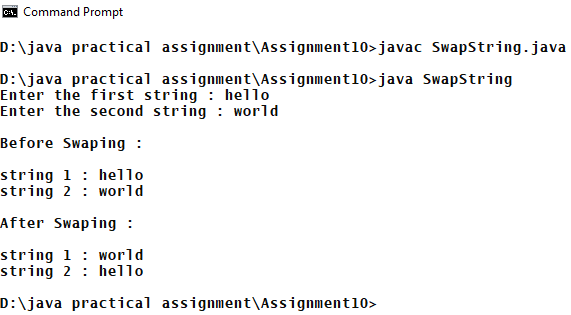 Command Prompt
D:\java practical assignment\Assignment10>javac SwapString.java
D:\java practical assignment\Assignment10>java SwapString
Enter the first string : hello
Enter the second string : world
Before Swaping :
string 1 : hello
string 2 : world
After Swaping :
string 1 : world
string 2 : hello
D:\java practical assignment\Assignment10>